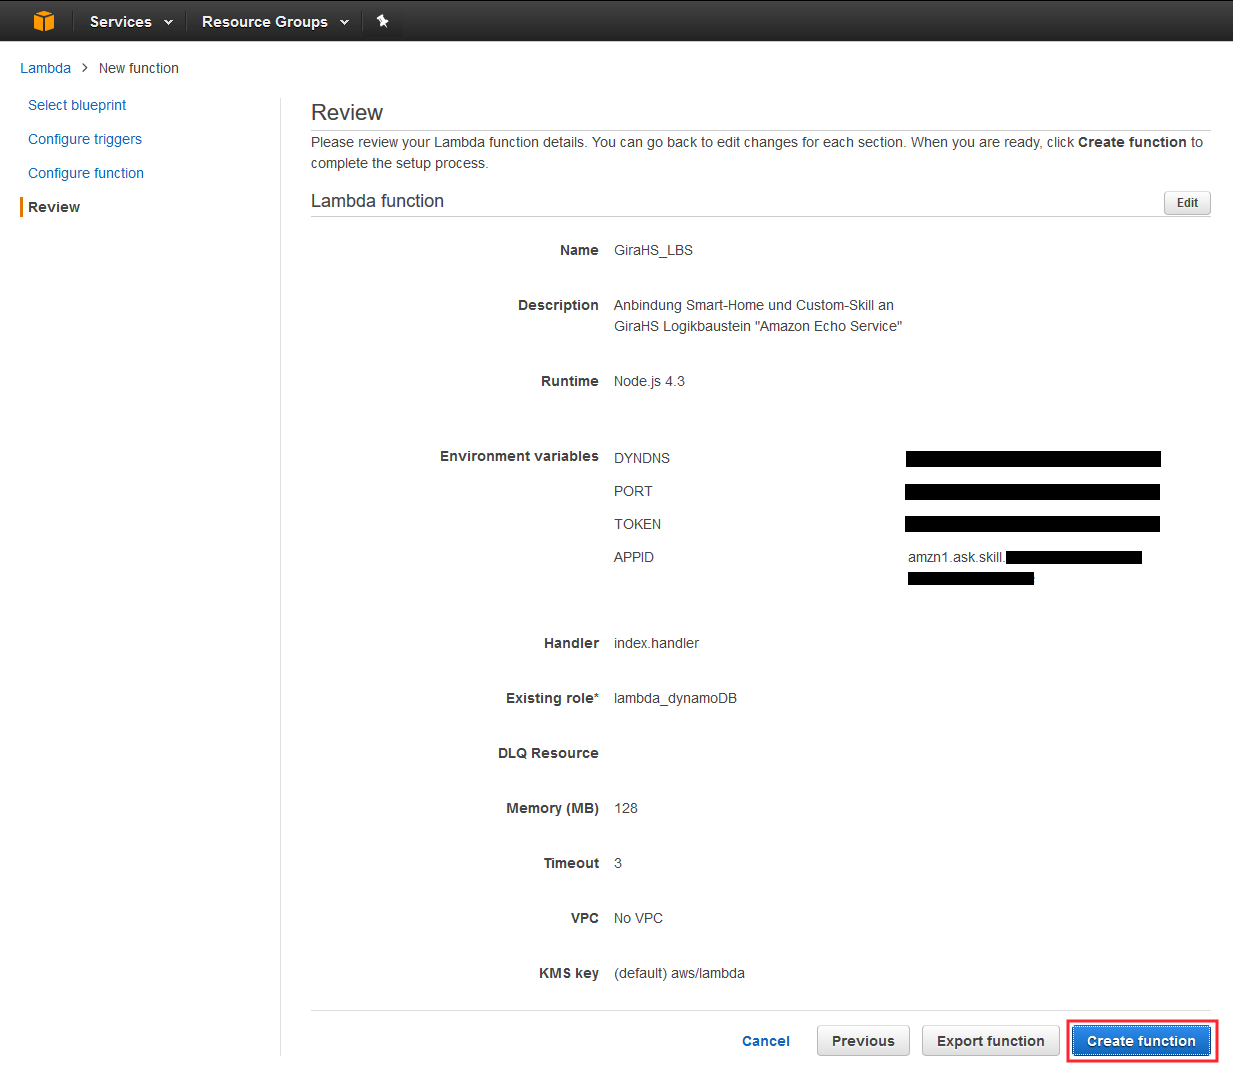 Services Resource Groups
Lambda > New function
Select blueprint
Configure triggers
Configure function
Review
Review
Please review your Lambda function details. You can go back to edit changes for each section. When you are ready, click Create function to
complete the setup process.
Lambda function Edit
Name GiraHS_LBS
Description Anbindung Smart-Home und Custom-Skill an
GiraHS Logikbaustein "Amazon Echo Service"
Runtime Node.js 4.3
Environment variables DYNDNS
PORT
TOKEN
APPID amzn1.ask.skill.
Handler index.handler
Existing role* lambda_dynamoDB
DLQ Resource
Memory (MB) 128
Timeout 3
VPC No VPC
KMS key (default) aws/lambda
Cancel Previous Export function Create function